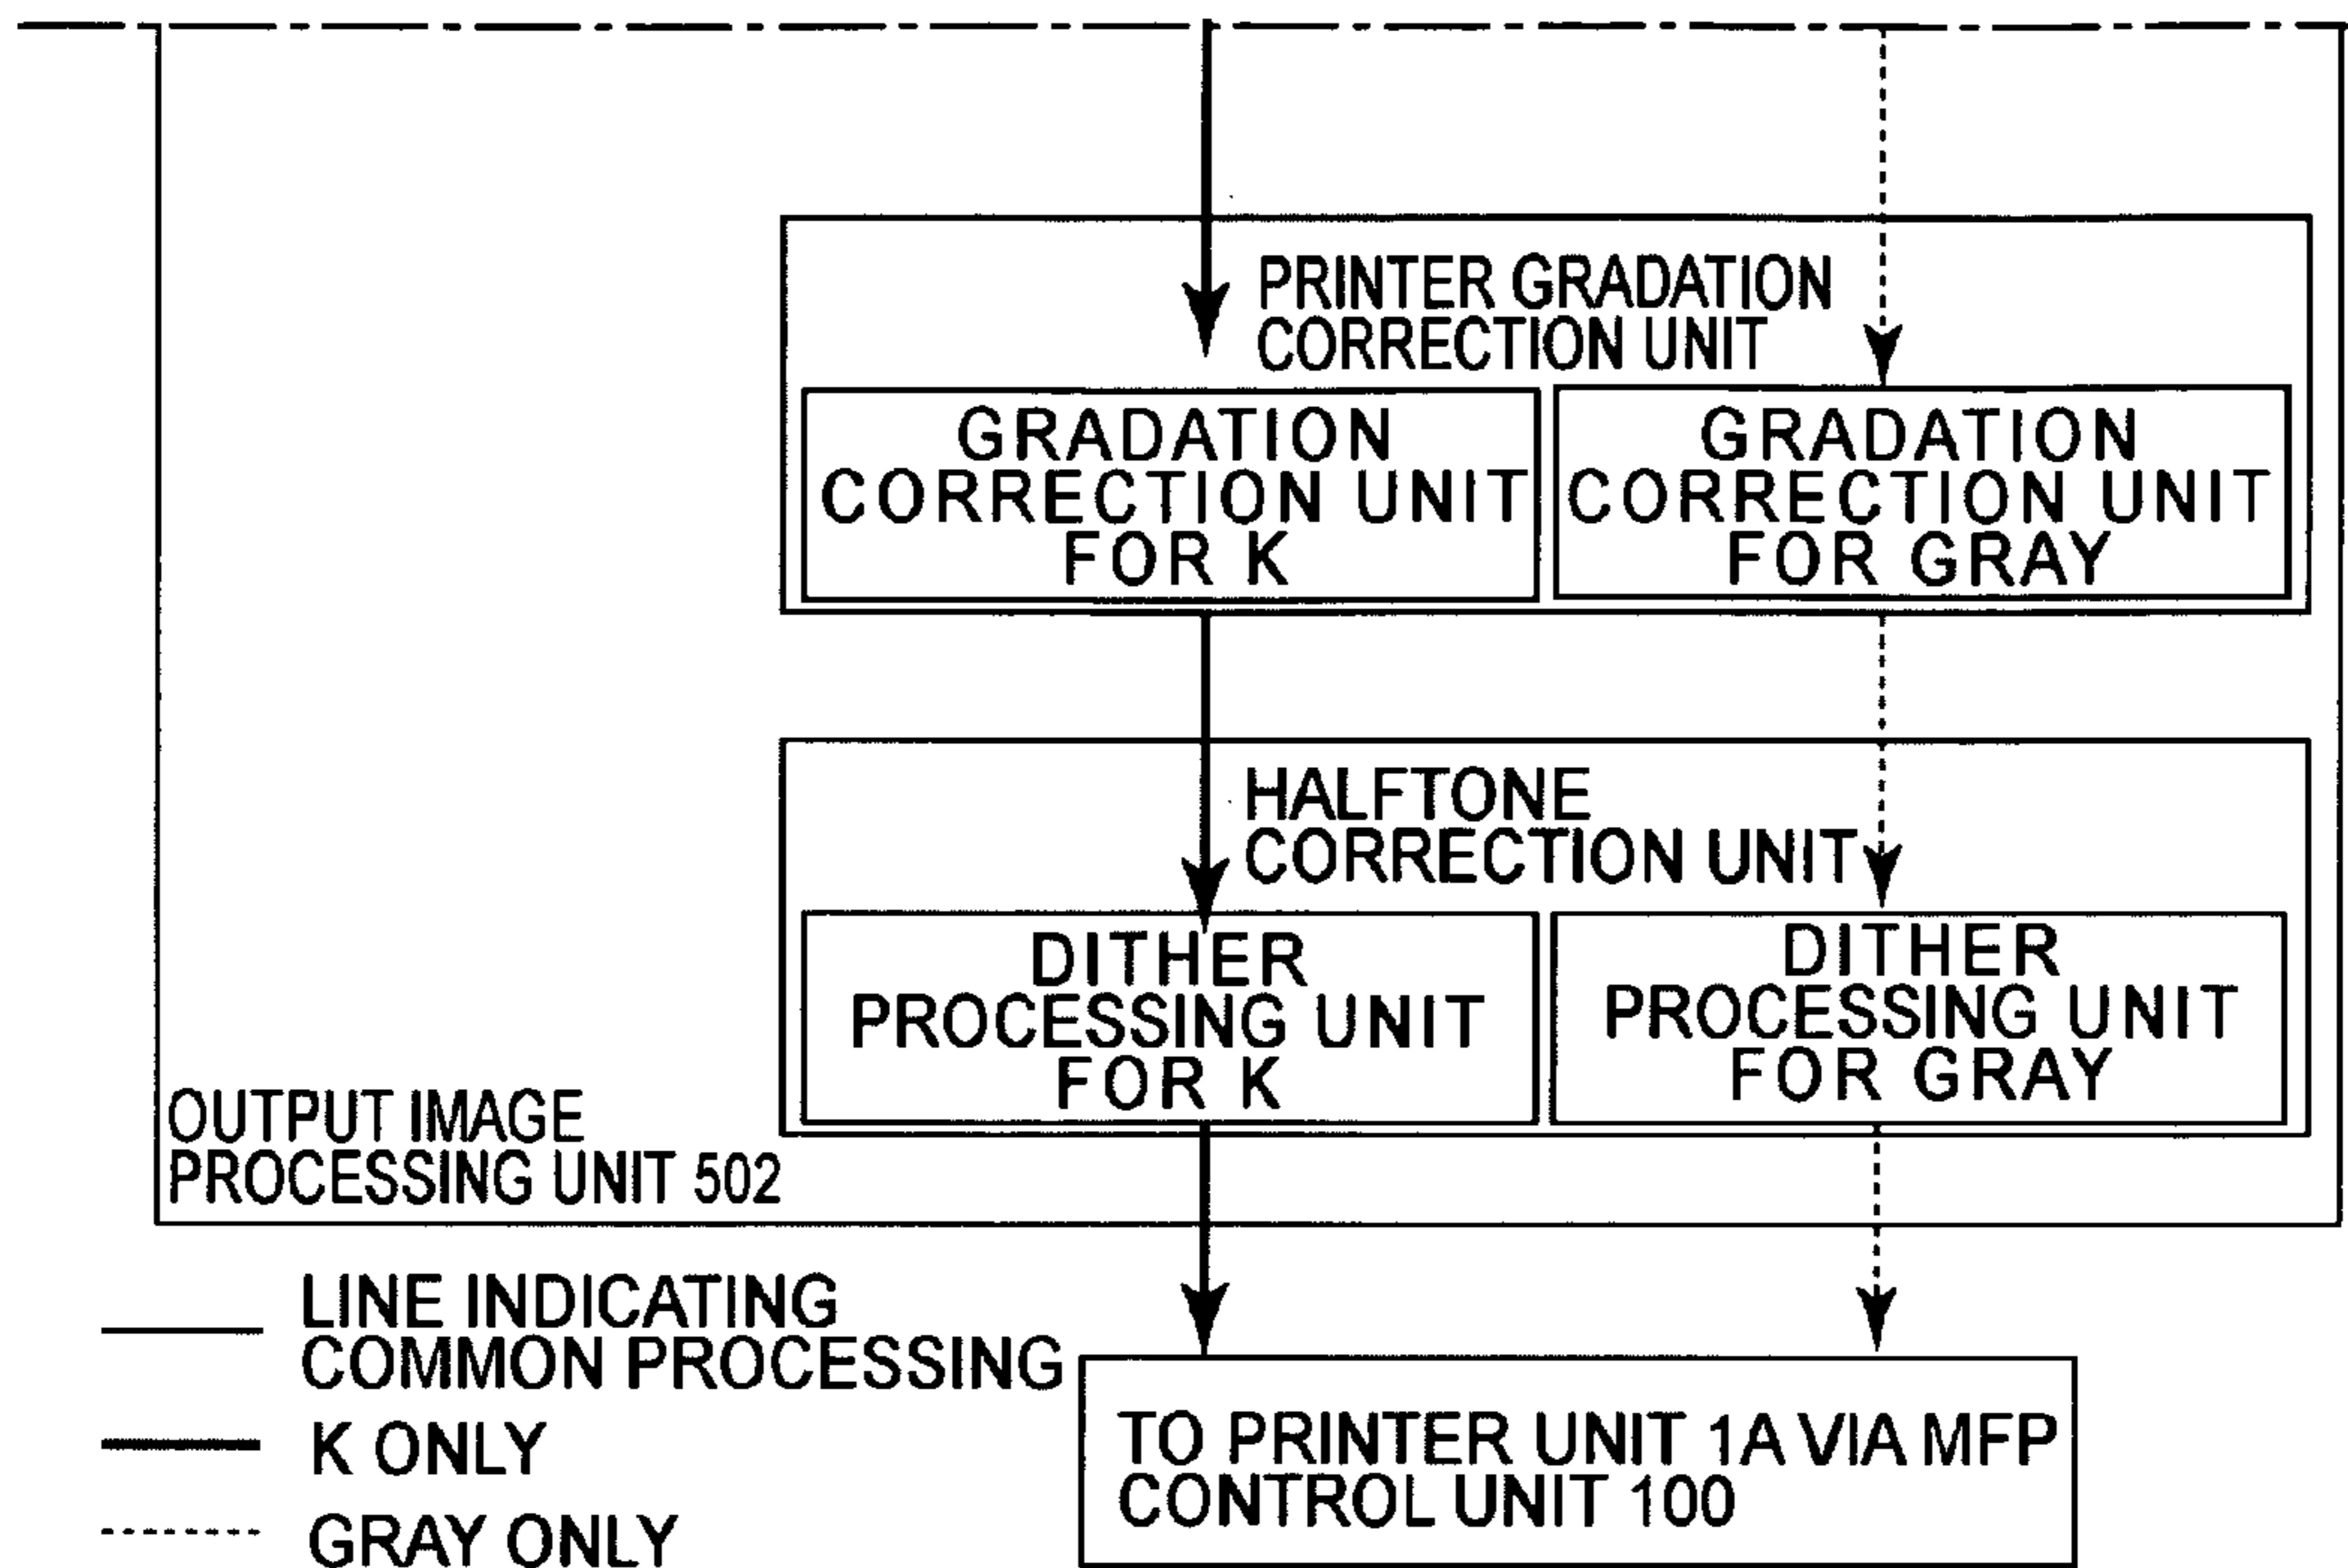 PRINTER GRADATION
CORRECTION UNIT
GRADATION
CORRECTION UNIT
FOR K
GRADATION
CORRECTION UNIT
FOR GRAY
HALFTONE
CORRECTION UNIT
DITHER
PROCESSING UNIT
FOR K
DITHER
PROCESSING UNIT
FOR GRAY
OUTPUT IMAGE
PROCESSING UNIT 502
LINE INDICATING
COMMON PROCESSING
K ONLY
GRAY ONLY
TO PRINTER UNIT 1A VIA MFP
CONTROL UNIT 100